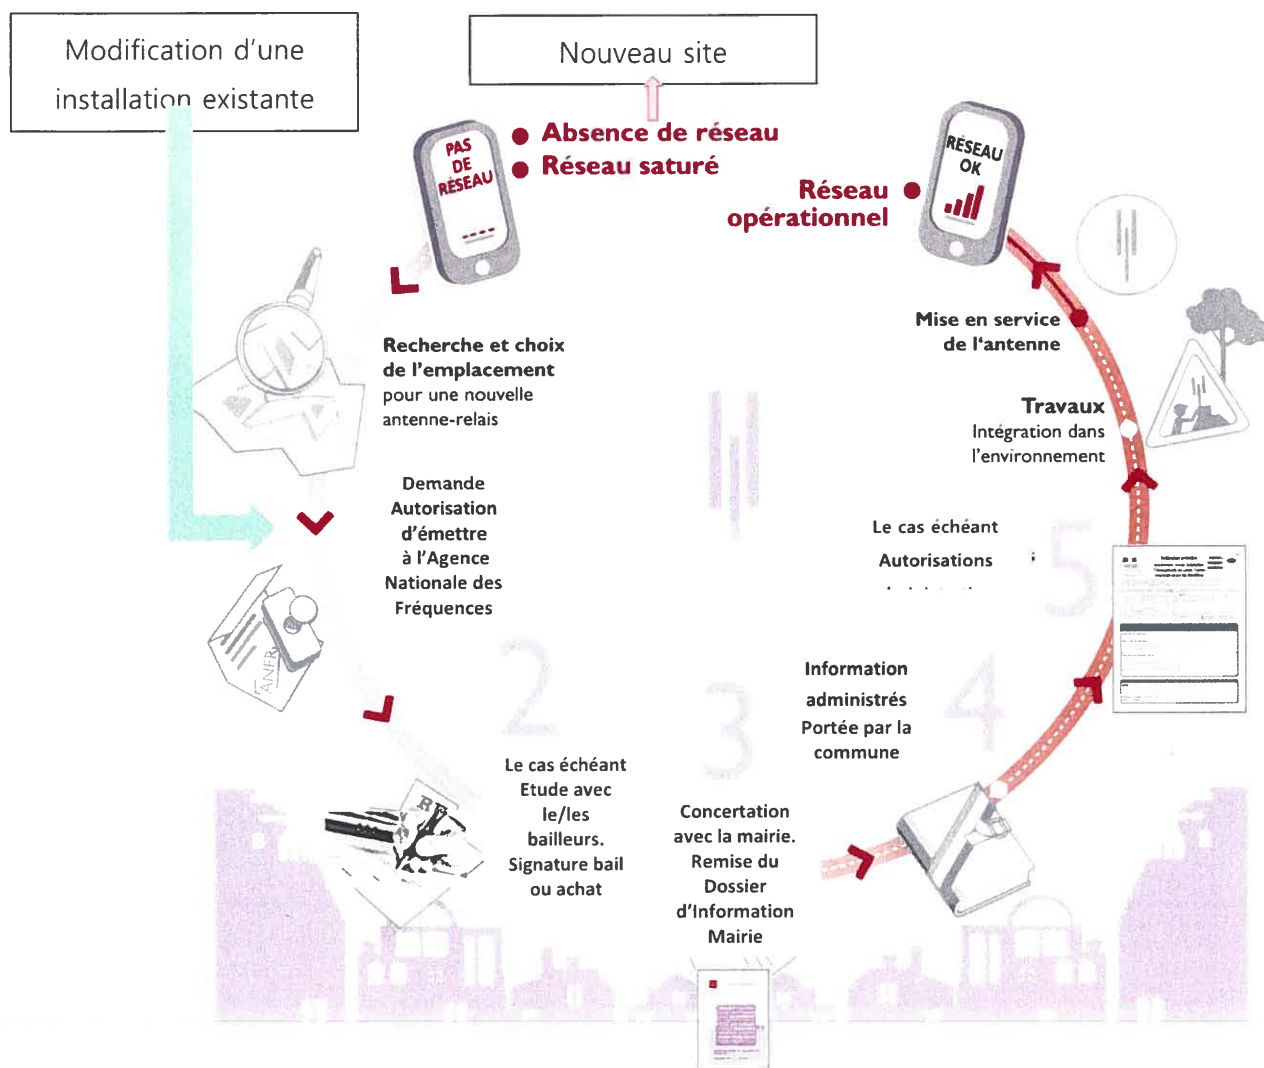 Modification d'une
installation existante
Nouveau site
PAS
DE
RÉSEAU
Absence de réseau
Réseau saturé
RÉSEAU
OK
Réseau
opérationnel
Mise en service
de l'antenne
Recherche et choix
de l'emplacement
pour une nouvelle
antenne-relais
Travaux
Intégration dans
l'environnement
Demande
Autorisation
d'émettre
à l'Agence
Nationale des
Fréquences
ANFR
Le cas échéant
Autorisations
5
2
3
4
Information
administrés
Portée par la
commune
Le cas échéant
Etude avec
le/les
bailleurs.
Signature bail
ou achat
RF
Concertation
avec la mairie.
Remise du
Dossier
d'Information
Mairie